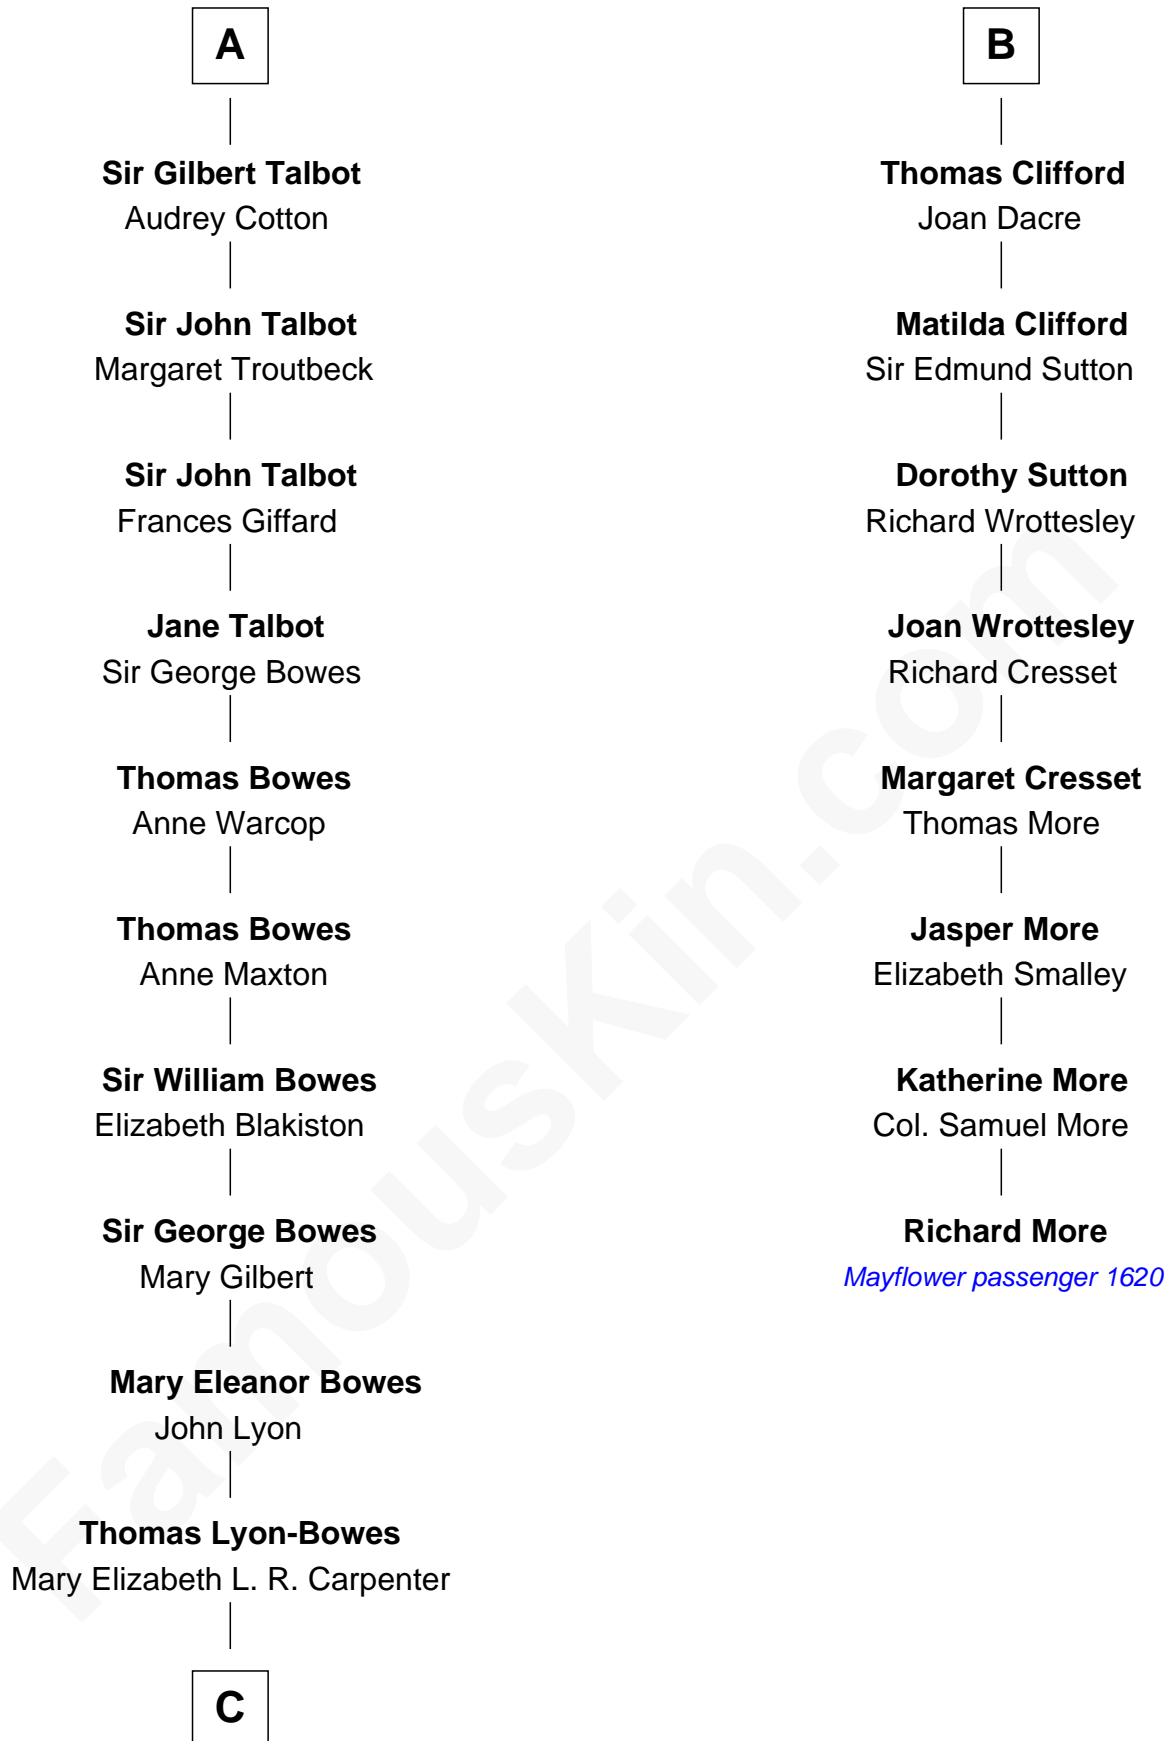 A
Sir Gilbert Talbot
Audrey Cotton
Sir John Talbot
Margaret Troutbeck
Sir John Talbot
Frances Giffard
Jane Talbot
Sir George Bowes
Thomas Bowes
Anne Warcop
Thomas Bowes
Anne Maxton
Sir William Bowes
Elizabeth Blakiston
Sir George Bowes
Mary Gilbert
Mary Eleanor Bowes
John Lyon
Thomas Lyon-Bowes
Mary Elizabeth L. R. Carpenter
C
B
Thomas Clifford
Joan Dacre
Matilda Clifford
Sir Edmund Sutton
Dorothy Sutton
Richard Wrottesley
Joan Wrottesley
Richard Cresset
Margaret Cresset
Thomas More
Jasper More
Elizabeth Smalley
Katherine More
Col. Samuel More
Richard More
Mayflower passenger 1620
FamousKin.com